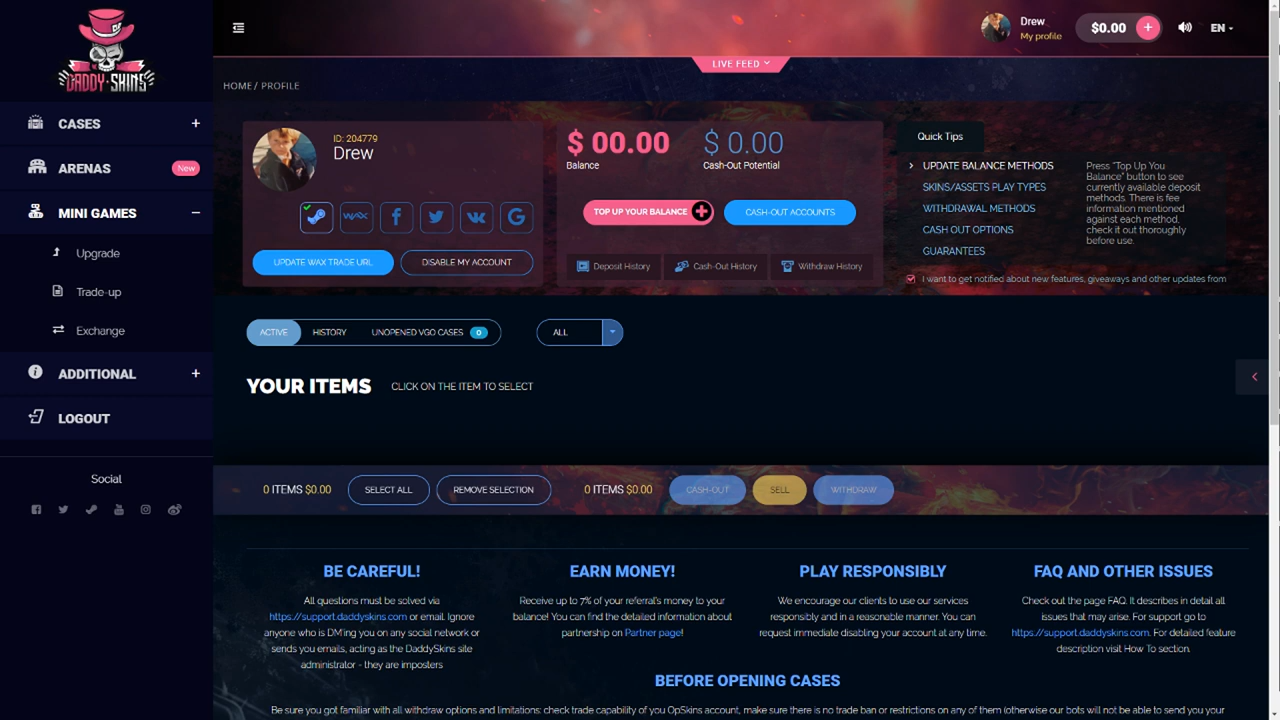 DADDY SKINS
Drew
My profile
$0.00
EN
LIVE FEED
HOME/ PROFILE
CASES
ARENAS
New
MINI GAMES
Upgrade
Trade-up
Exchange
ADDITIONAL
LOGOUT
Social
ID: 204779
Drew
WAX
UPDATE WAX TRADE URL
DISABLE MY ACCOUNT
$ 00.00
Balance
$ 0.00
Cash-Out Potential
TOP UP YOUR BALANCE
CASH-OUT ACCOUNTS
Deposit History
Cash-Out History
Withdraw History
Quick Tips
UPDATE BALANCE METHODS
SKINS/ASSETS PLAY TYPES
WITHDRAWAL METHODS
CASH OUT OPTIONS
GUARANTEES
Press "Top Up You
Balance" button to see
currently available deposit
methods. There is fee
information mentioned
against each method,
check it out thoroughly
before use.
I want to get notified about new features, giveaways and other updates from
ACTIVE
HISTORY
UNOPENED VGO CASES 0
ALL
YOUR ITEMS
CLICK ON THE ITEM TO SELECT
0 ITEMS $0.00
SELECT ALL
REMOVE SELECTION
0 ITEMS $0.00
CASH-OUT
SELL
WITHDRAW
BE CAREFUL!
All questions must be solved via
https://support.daddyskins.com or email. Ignore
anyone who is DM'ing you on any social network or
sends you emails, acting as the DaddySkins site
administrator - they are imposters
EARN MONEY!
Receive up to 7% of your referral's money to your
balance! You can find the detailed information about
partnership on Partner page!
PLAY RESPONSIBLY
We encourage our clients to use our services
responsibly and in a reasonable manner. You can
request immediate disabling your account at any time.
FAQ AND OTHER ISSUES
Check out the page FAQ. It describes in detail all
issues that may arise. For support go to
https://support.daddyskins.com. For detailed feature
description visit How To section.
BEFORE OPENING CASES
Be sure you got familiar with all withdraw options and limitations: check trade capability of you OpSkins account, make sure there is no trade ban or restrictions on any of them (otherwise our bots will not be able to send you your